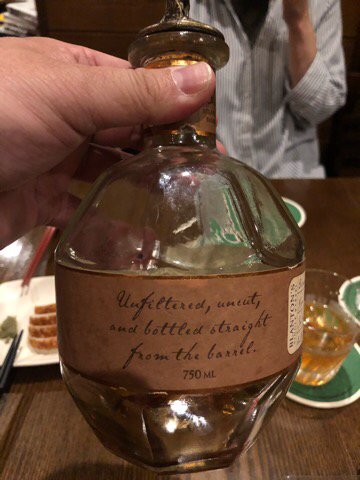 Unfiltered, uncut,
and bottled straight
from the barrel.
750 ML
BLANTON'S